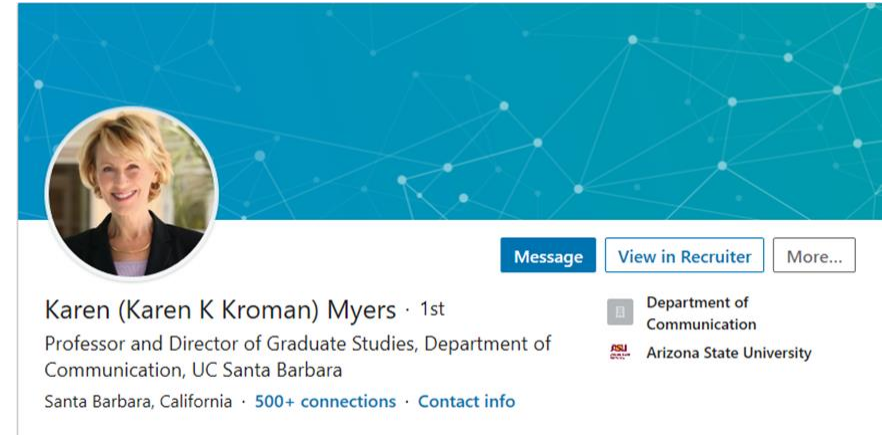 Message
View in Recruiter
More...
Karen (Karen K Kroman) Myers · 1st
Professor and Director of Graduate Studies, Department of
Communication, UC Santa Barbara
Santa Barbara, California · 500+ connections · Contact info
Department of
Communication
ASU
Arizona State University